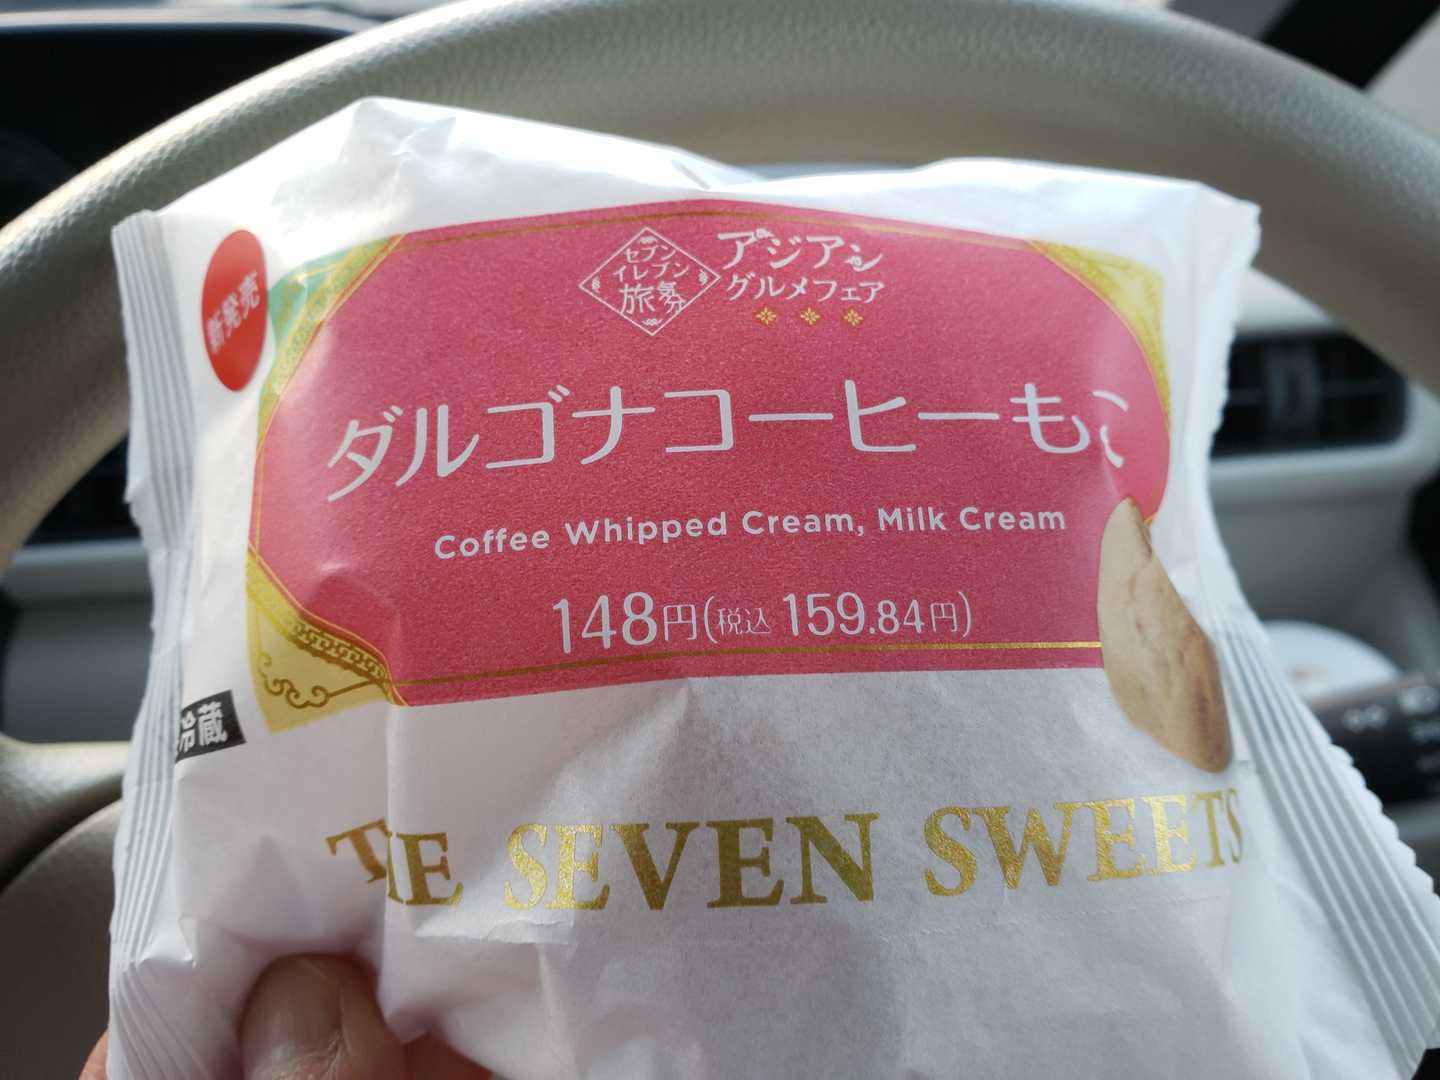 新発売
セブン
イレブン
旅気分
アジアン
グルメフェア
ダルゴナコーヒーもこ
Coffee Whipped Cream, Milk Cream
148円(税込 159.84円)
冷蔵
THE SEVEN SWEETS